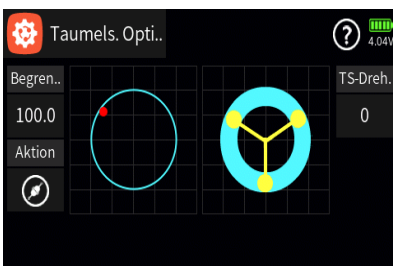 Taumels. Opti..
?
4.04V
Begren..
TS-Dreh.
100.0
0
Aktion